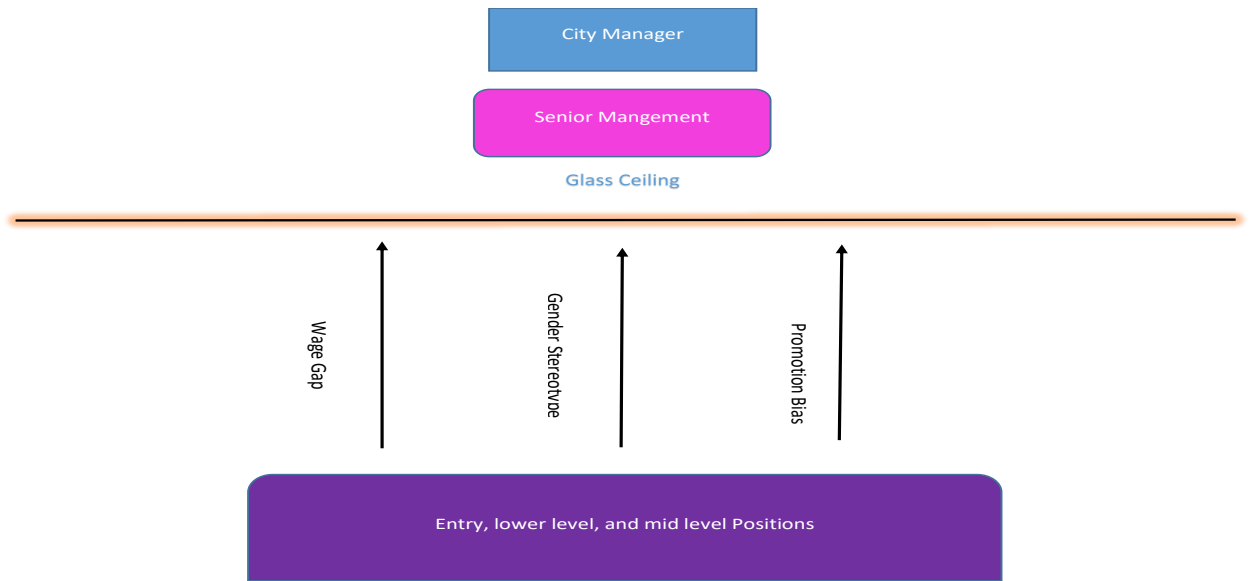 City Manager
Senior Mangement
Glass Ceiling
Wage Gap
Gender Stereotype
Promotion Bias
Entry, lower level, and mid level Positions